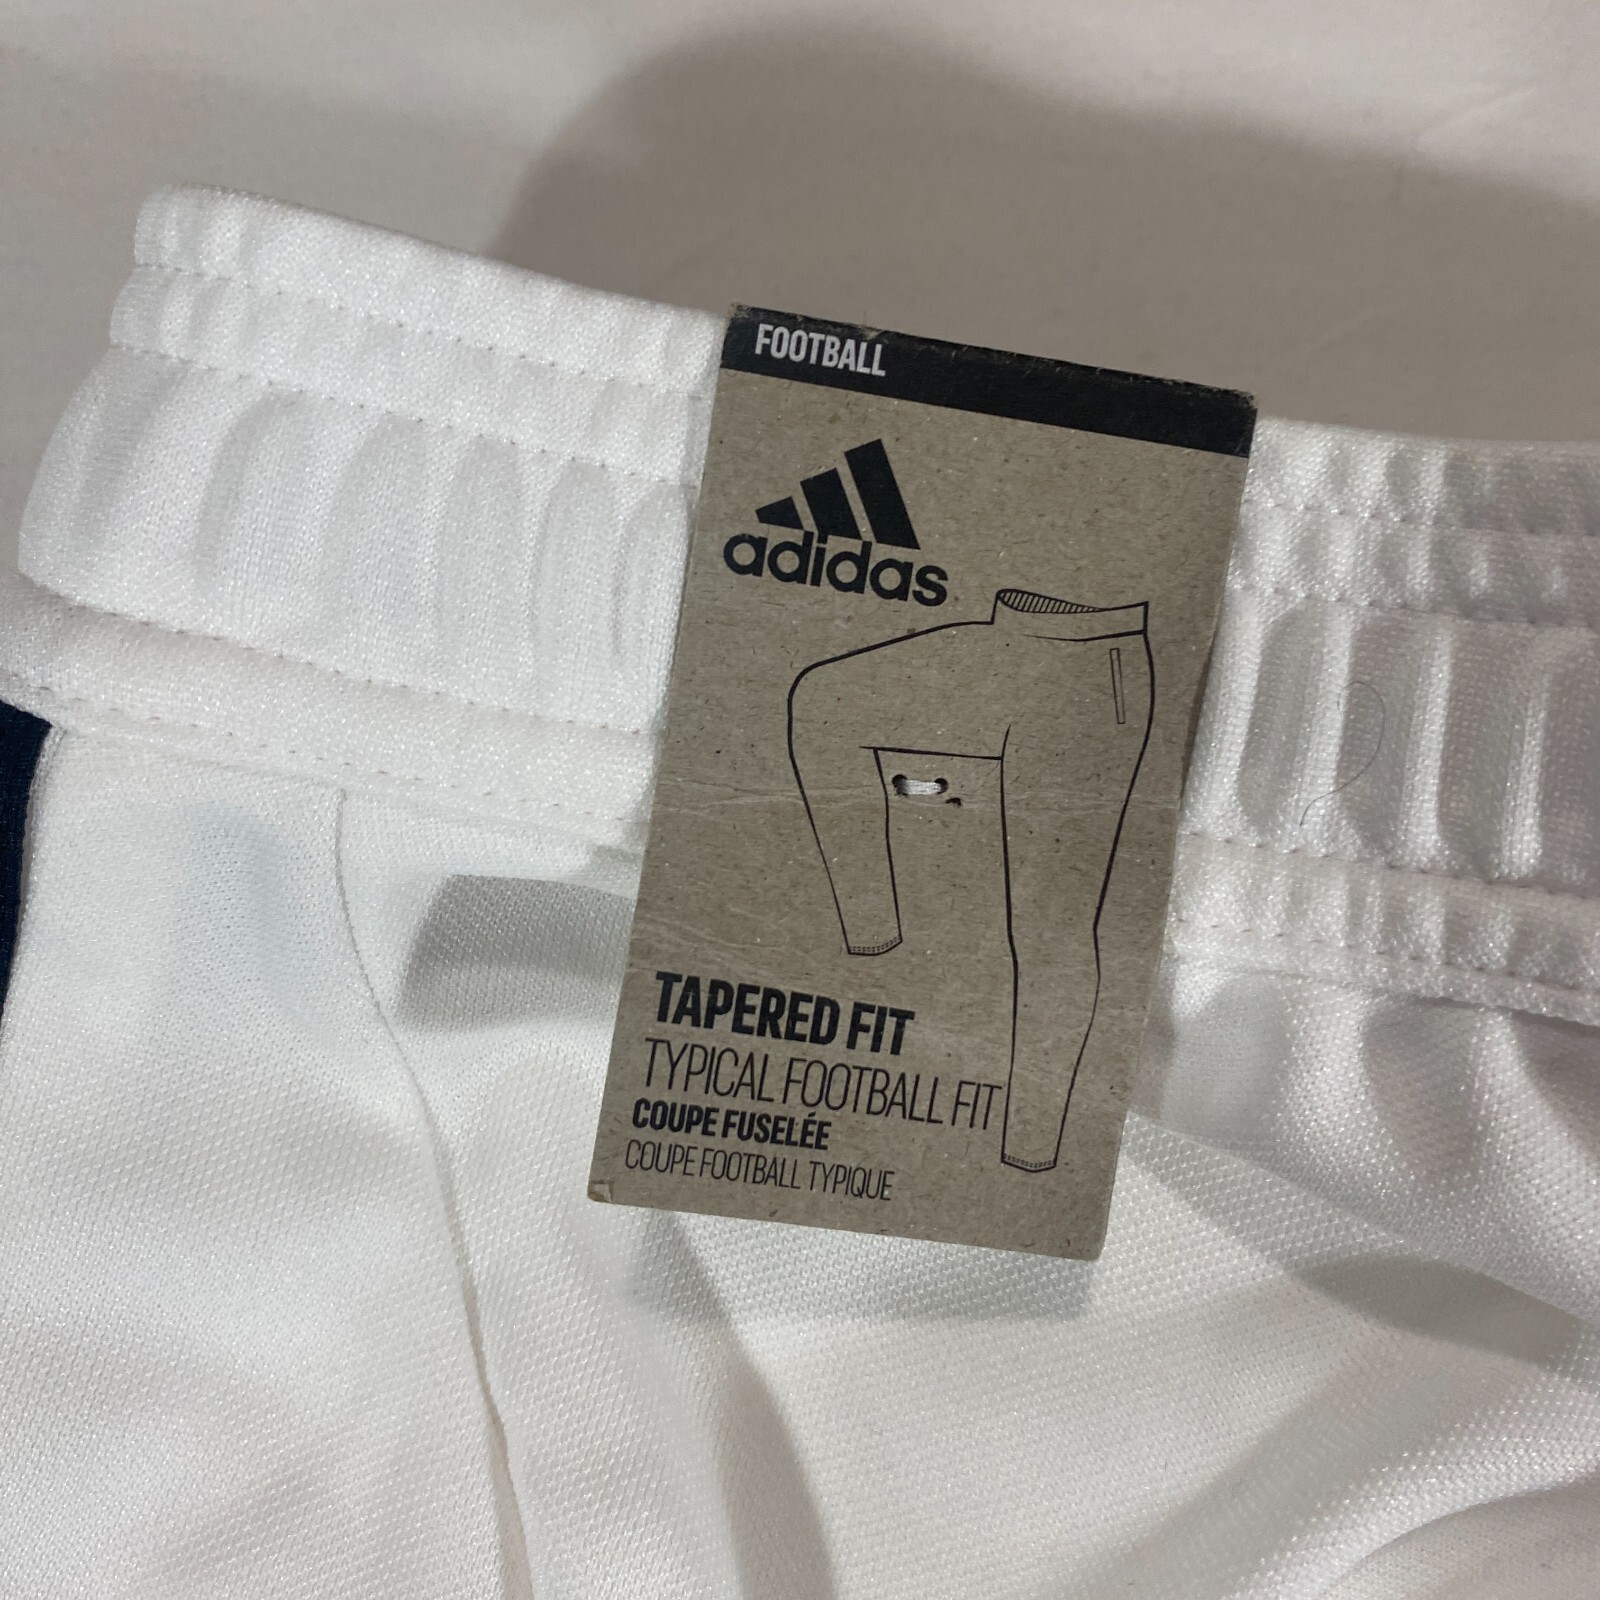 FOOTBALL
adidas
TAPERED FIT
TYPICAL FOOTBALL FIT
COUPE FUSELÉE
COUPE FOOTBALL TYPIQUE